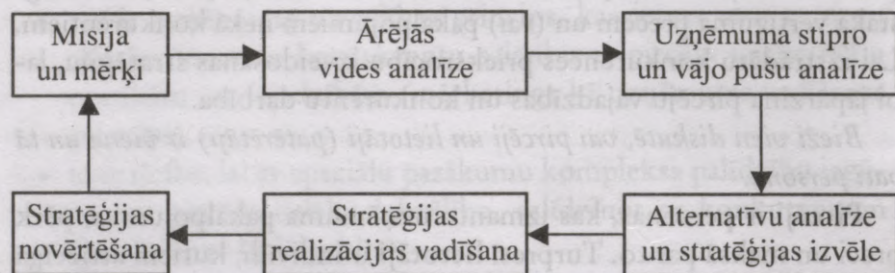 Misija
un mērķi
Ārējās
vides analīze
Uzņēmuma stipro
un vājo pušu analīze
Stratēģijas
novērtēšana
Stratēģijas
realizācijas vadīšana
Alternatīvu analīze
un stratēģijas izvēle